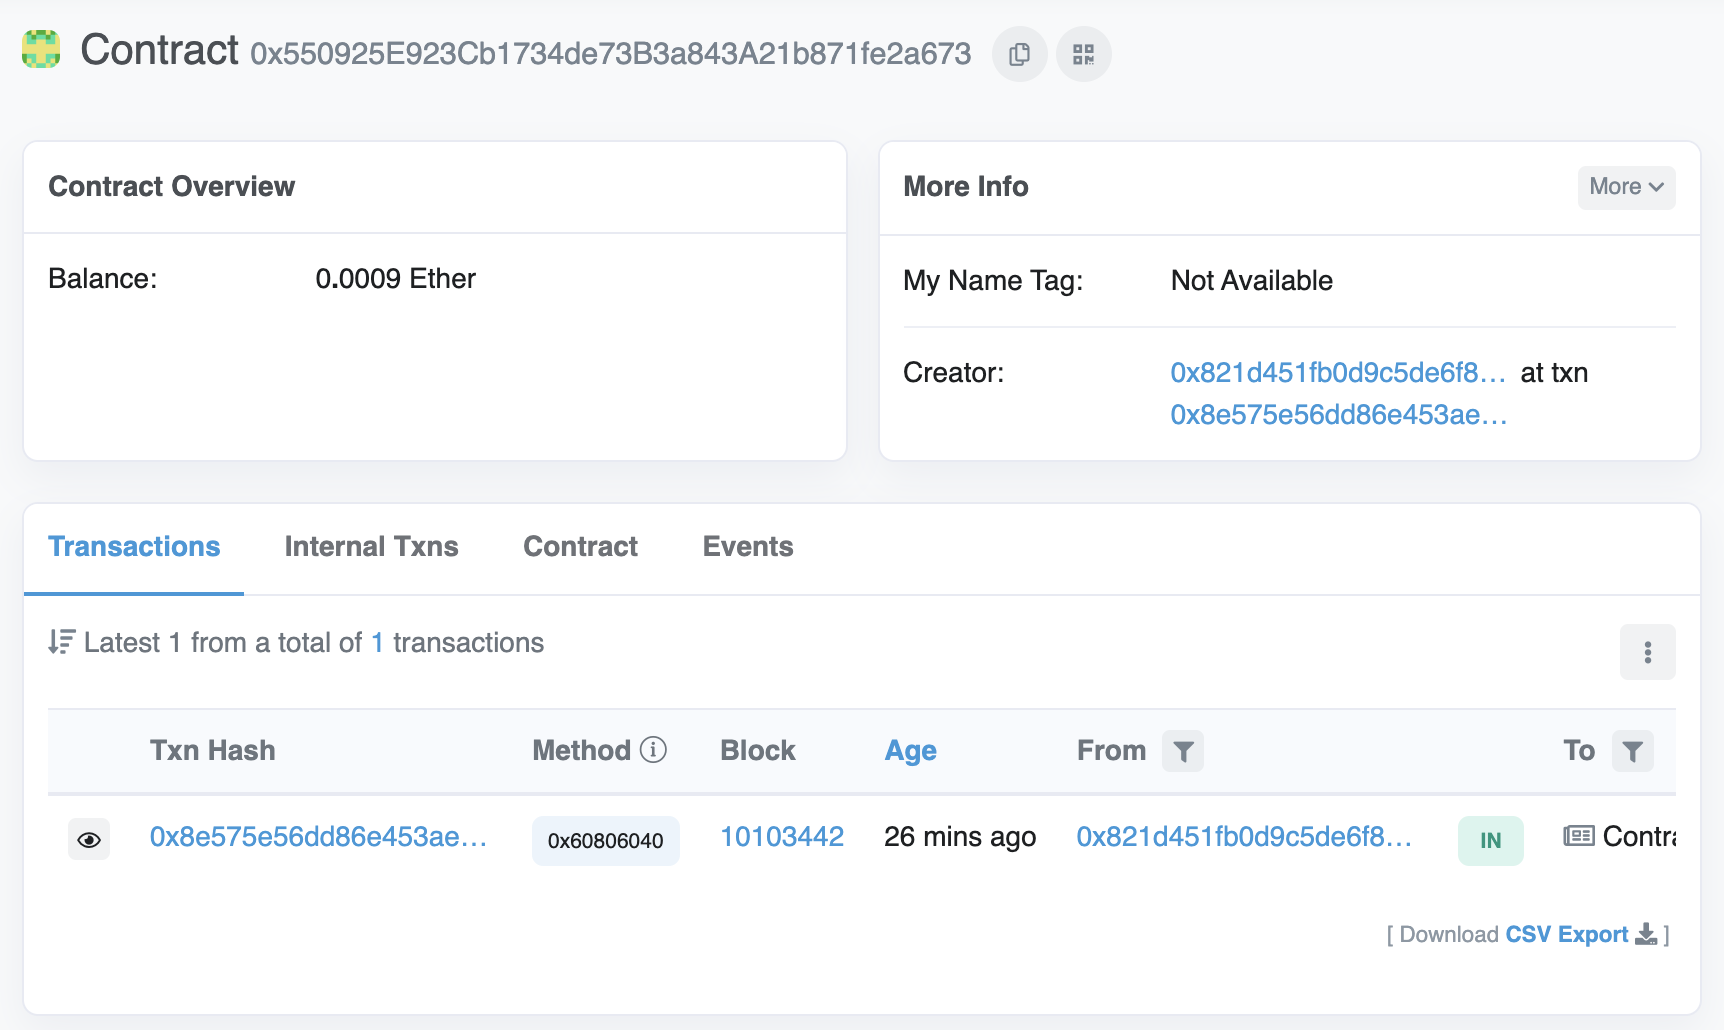 Contract 0x550925E923Cb1734de73B3a843A21b871fe2a673
Contract Overview
Balance: 0.0009 Ether
More Info
More
My Name Tag: Not Available
Creator: 0x821d451fb0d9c5de6f8... at txn
0x8e575e56dd86e453ae...
Transactions Internal Txns Contract Events
Latest 1 from a total of 1 transactions
Txn Hash Method Block Age From To
0x8e575e56dd86e453ae... 0x60806040 10103442 26 mins ago 0x821d451fb0d9c5de6f8... IN Contra
[ Download CSV Export ]